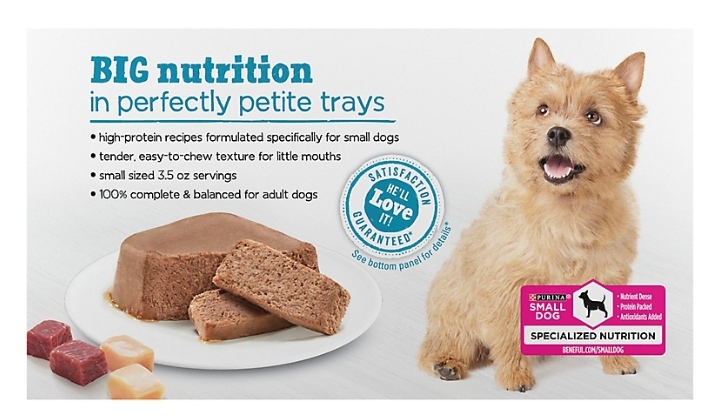 BIG nutrition
in perfectly petite trays
• high-protein recipes formulated specifically for small dogs
• tender, easy-to-chew texture for little mouths
• small sized 3.5 oz servings
• 100% complete & balanced for adult dogs
SATISFACTION
HE'LL
Love
IT!
GUARANTEED*
See bottom panel for details*
PURINA
SMALL
DOG
• Nutrient Dense
• Protein Packed
• Antioxidants Added
SPECIALIZED NUTRITION
BENEFUL.COM/SMALLDOG